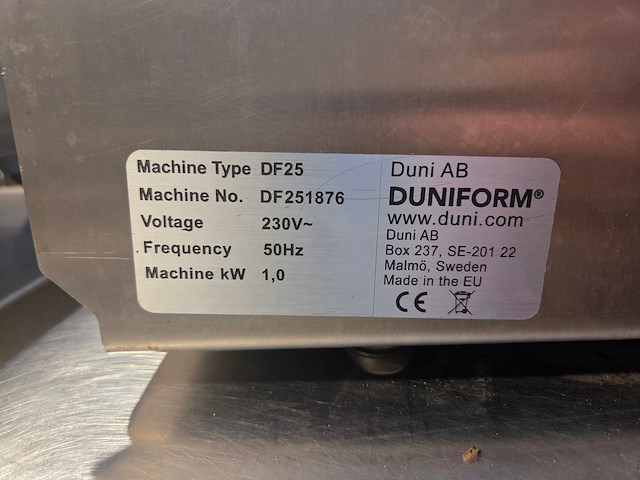 Machine Type DF25
Machine No. DF251876
Voltage 230V~
Frequency 50Hz
Machine kW 1,0
Duni AB
DUNIFORM®
www.duni.com
Duni AB
Box 237, SE-201 22
Malmö, Sweden
Made in the EU
CE